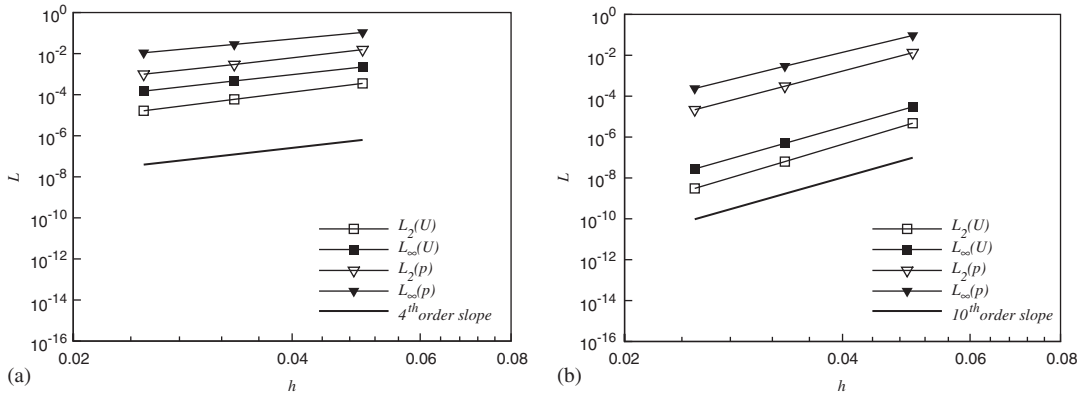 10^0
10^-2
10^-4
10^-6
10^-8
10^-10
10^-12
10^-14
10^-16
L
0.02
0.04
0.06
0.08
h
L_2(U)
L_∞(U)
L_2(p)
L_∞(p)
4^th order slope
(a)
10^0
10^-2
10^-4
10^-6
10^-8
10^-10
10^-12
10^-14
10^-16
L
0.02
0.04
0.06
0.08
h
L_2(U)
L_∞(U)
L_2(p)
L_∞(p)
10^th order slope
(b)